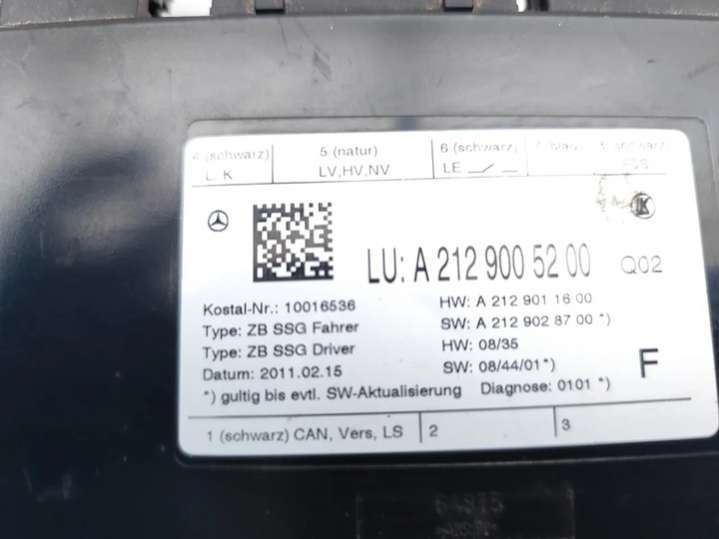 4 (schwarz) 5 (natur) 6 (schwarz)
LV,HV,NV LE
LU: A 212 900 52 00 Q02
Kostal-Nr.: 10016536 HW: A 212 901 16 00
Type: ZB SSG Fahrer SW: A 212 902 87 00 *)
Type: ZB SSG Driver HW: 08/35
Datum: 2011.02.15 SW: 08/44/01*) F
*) gultig bis evtl. SW-Aktualisierung Diagnose: 0101 *)
1 (schwarz) CAN, Vers, LS 2 3